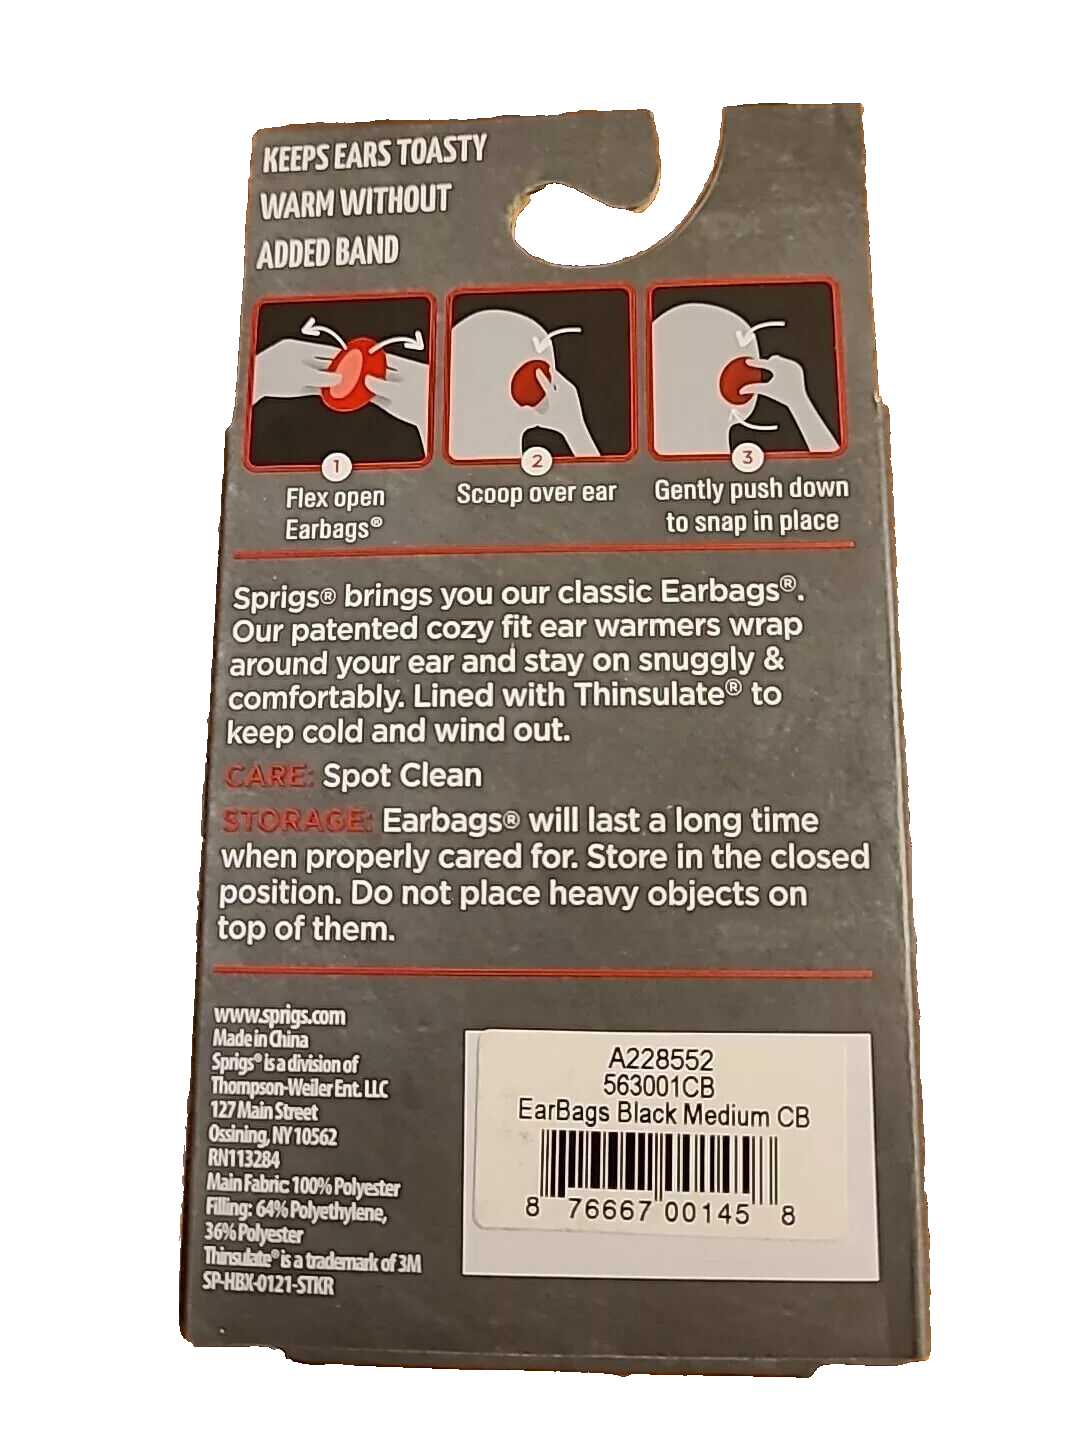 KEEPS EARS TOASTY
WARM WITHOUT
ADDED BAND
1
Flex open
Earbags®
2
Scoop over ear
3
Gently push down
to snap in place
Sprigs® brings you our classic Earbags®.
Our patented cozy fit ear warmers wrap
around your ear and stay on snuggly &
comfortably. Lined with Thinsulate® to
keep cold and wind out.
CARE: Spot Clean
STORAGE: Earbags® will last a long time
when properly cared for. Store in the closed
position. Do not place heavy objects on
top of them.
www.sprigs.com
Made in China
Sprigs® is a division of
Thompson-Weiler Ent. LLC
127 Main Street
Ossining, NY 10562
RN113284
Main Fabric 100% Polyester
Filling: 64% Polyethylene,
36% Polyester
Thinsulate® is a trademark of 3M
SP-HBX-0121-STKR
A228552
563001CB
EarBags Black Medium CB
8 76667 00145 8